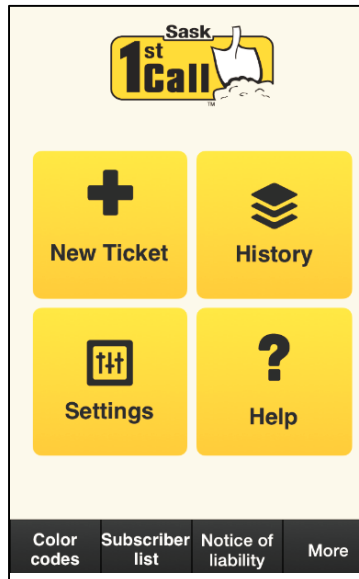 Sask
1st
Call
TM
New Ticket
History
Settings
Help
Color codes
Subscriber list
Notice of liability
More